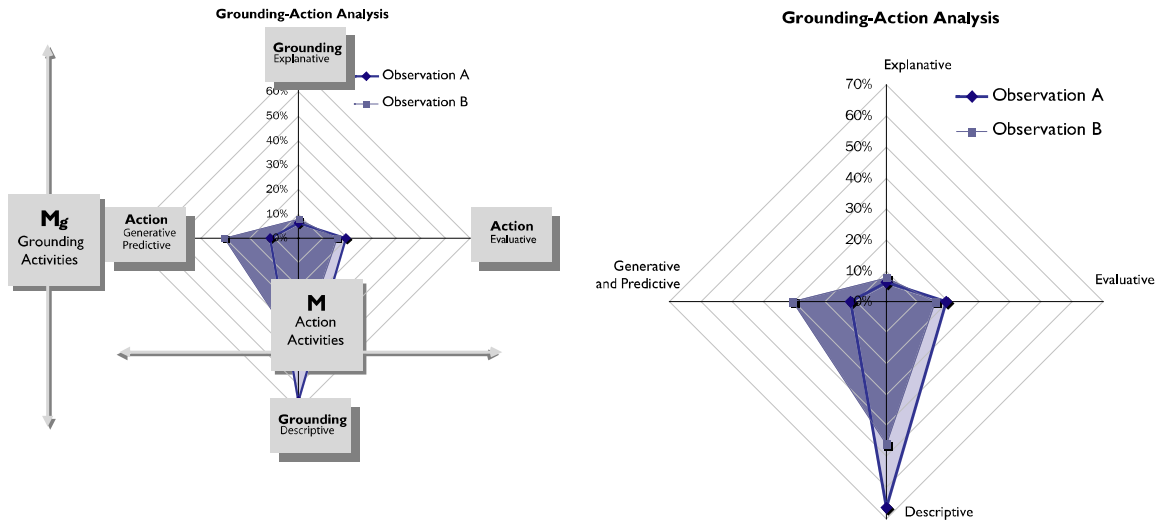 Grounding-Action Analysis
Grounding
Explanative
Observation A
Observation B
60%
50%
40%
30%
20%
10%
0%
Mg
Grounding
Activities
Action
Generative
Predictive
Action
Evaluative
M
Action
Activities
Grounding
Descriptive
Grounding-Action Analysis
Explanative
70%
60%
50%
40%
30%
20%
10%
0%
Observation A
Observation B
Generative
and Predictive
Evaluative
Descriptive